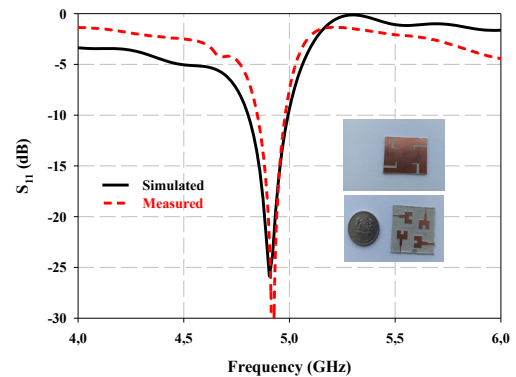 0
-5
-10
-15
-20
-25
-30
S11 (dB)
Simulated
Measured
4,0 4,5 5,0 5,5 6,0
Frequency (GHz)